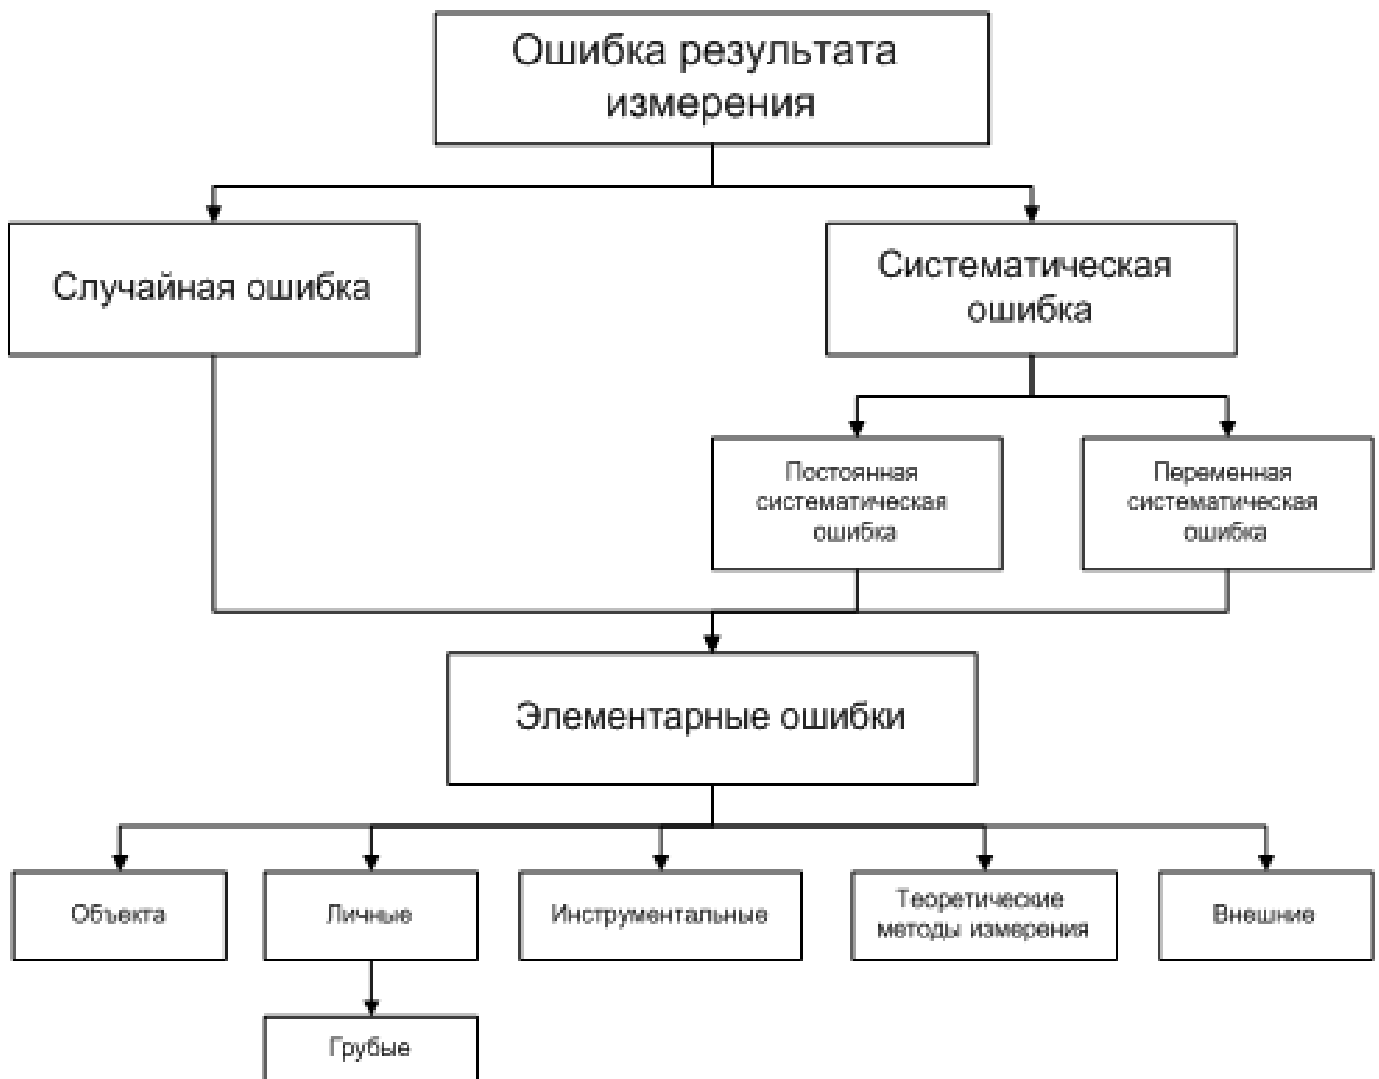 Ошибка результата
измерения
Случайная ошибка
Систематическая
ошибка
Постоянная
систематическая
ошибка
Переменная
систематическая
ошибка
Элементарные ошибки
Объекта
Личные
Инструментальные
Теоретические
методы измерения
Внешние
Грубые